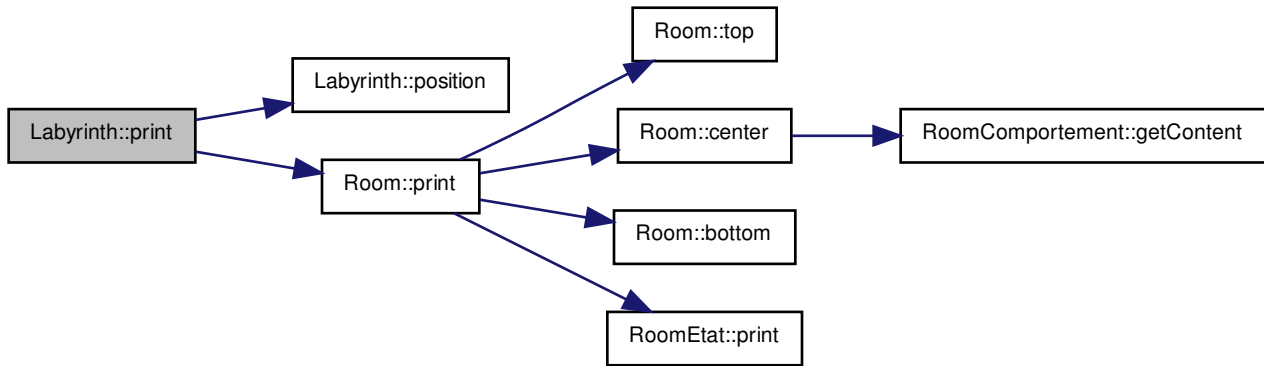 Labyrinth::print
Labyrinth::position
Room::print
Room::top
Room::center
Room::bottom
RoomEtat::print
RoomComportement::getContent